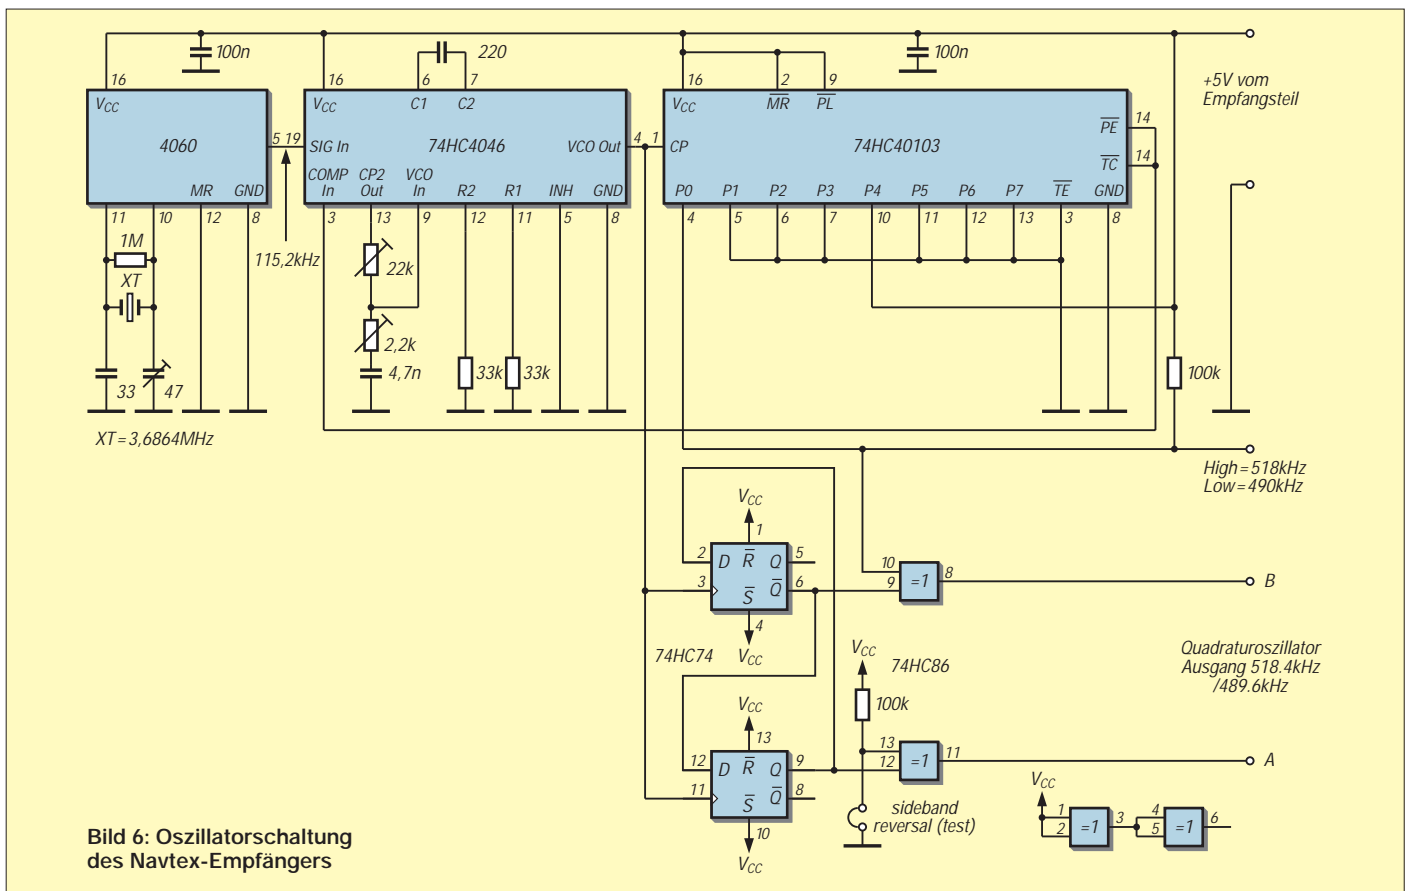 100n
220
100n
16
16
6
7
16
2
9
+5V vom
Empfangsteil
VCC
VCC
C1
C2
VCC
MR
PL
PE
14
4060
5
19
SIG In
74HC4046
VCO Out
4
1
CP
74HC40103
TC
14
MR
GND
COMP
In
CP2
Out
VCO
In
R2
R1
INH
GND
P0
P1
P2
P3
P4
P5
P6
P7
TE
GND
11
10
12
8
3
13
9
12
11
5
8
4
5
6
7
10
11
12
13
3
8
1M
115,2kHz
22k
XT
2,2k
33
47
4,7n
33k
33k
100k
XT = 3,6864MHz
High = 518kHz
Low = 490kHz
VCC
1
2
D
R
Q
5
3
S
Q
6
4
VCC
74HC74
10
9
=1
8
B
VCC
74HC86
100k
Quadraturoszillator
Ausgang 518.4kHz
/489.6kHz
VCC
13
12
D
R
Q
9
11
S
Q
8
10
VCC
13
12
=1
11
A
sideband
reversal (test)
VCC
1
2
=1
3
4
5
=1
6
Bild 6: Oszillatorschaltung
des Navtex-Empfängers